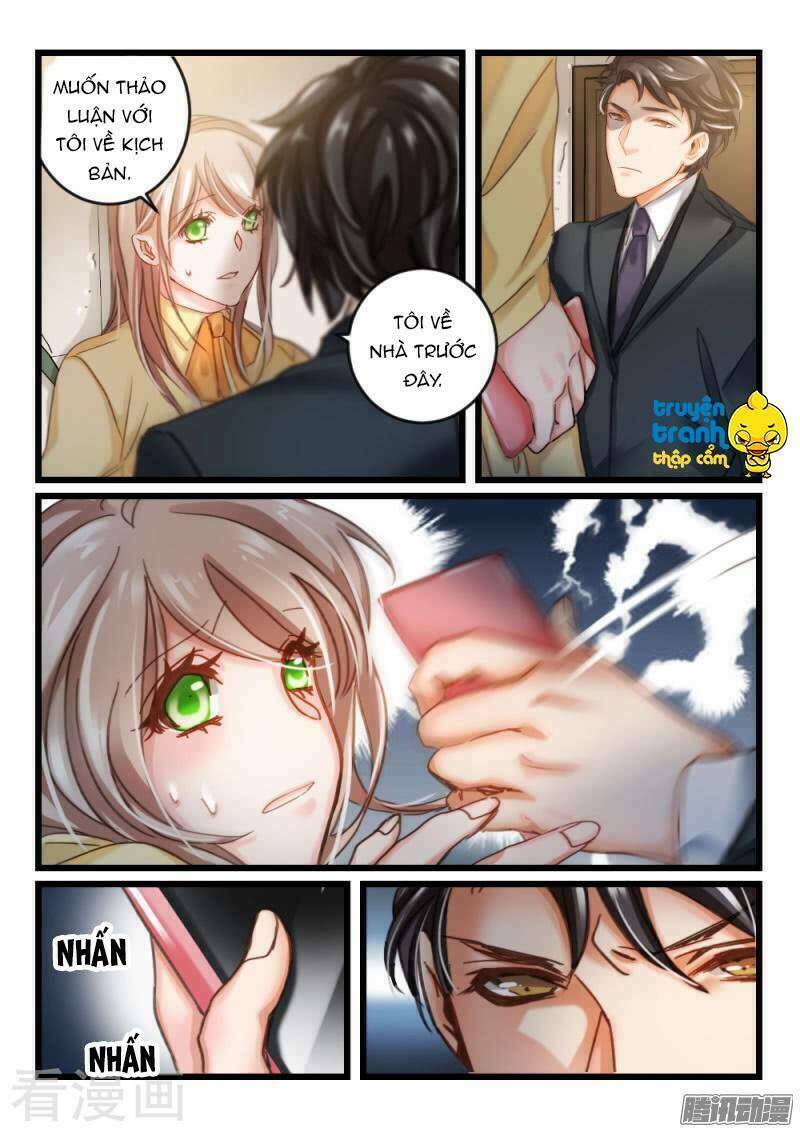 MUỐN THẢO
LUẬN VỚI
TÔI VỀ KỊCH
BẢN.
TÔI VỀ
NHÀ TRƯỚC
ĐÂY.
truyện
tranh
thập cẩm
NHẤN
NHẤN
看漫画
腾讯动漫